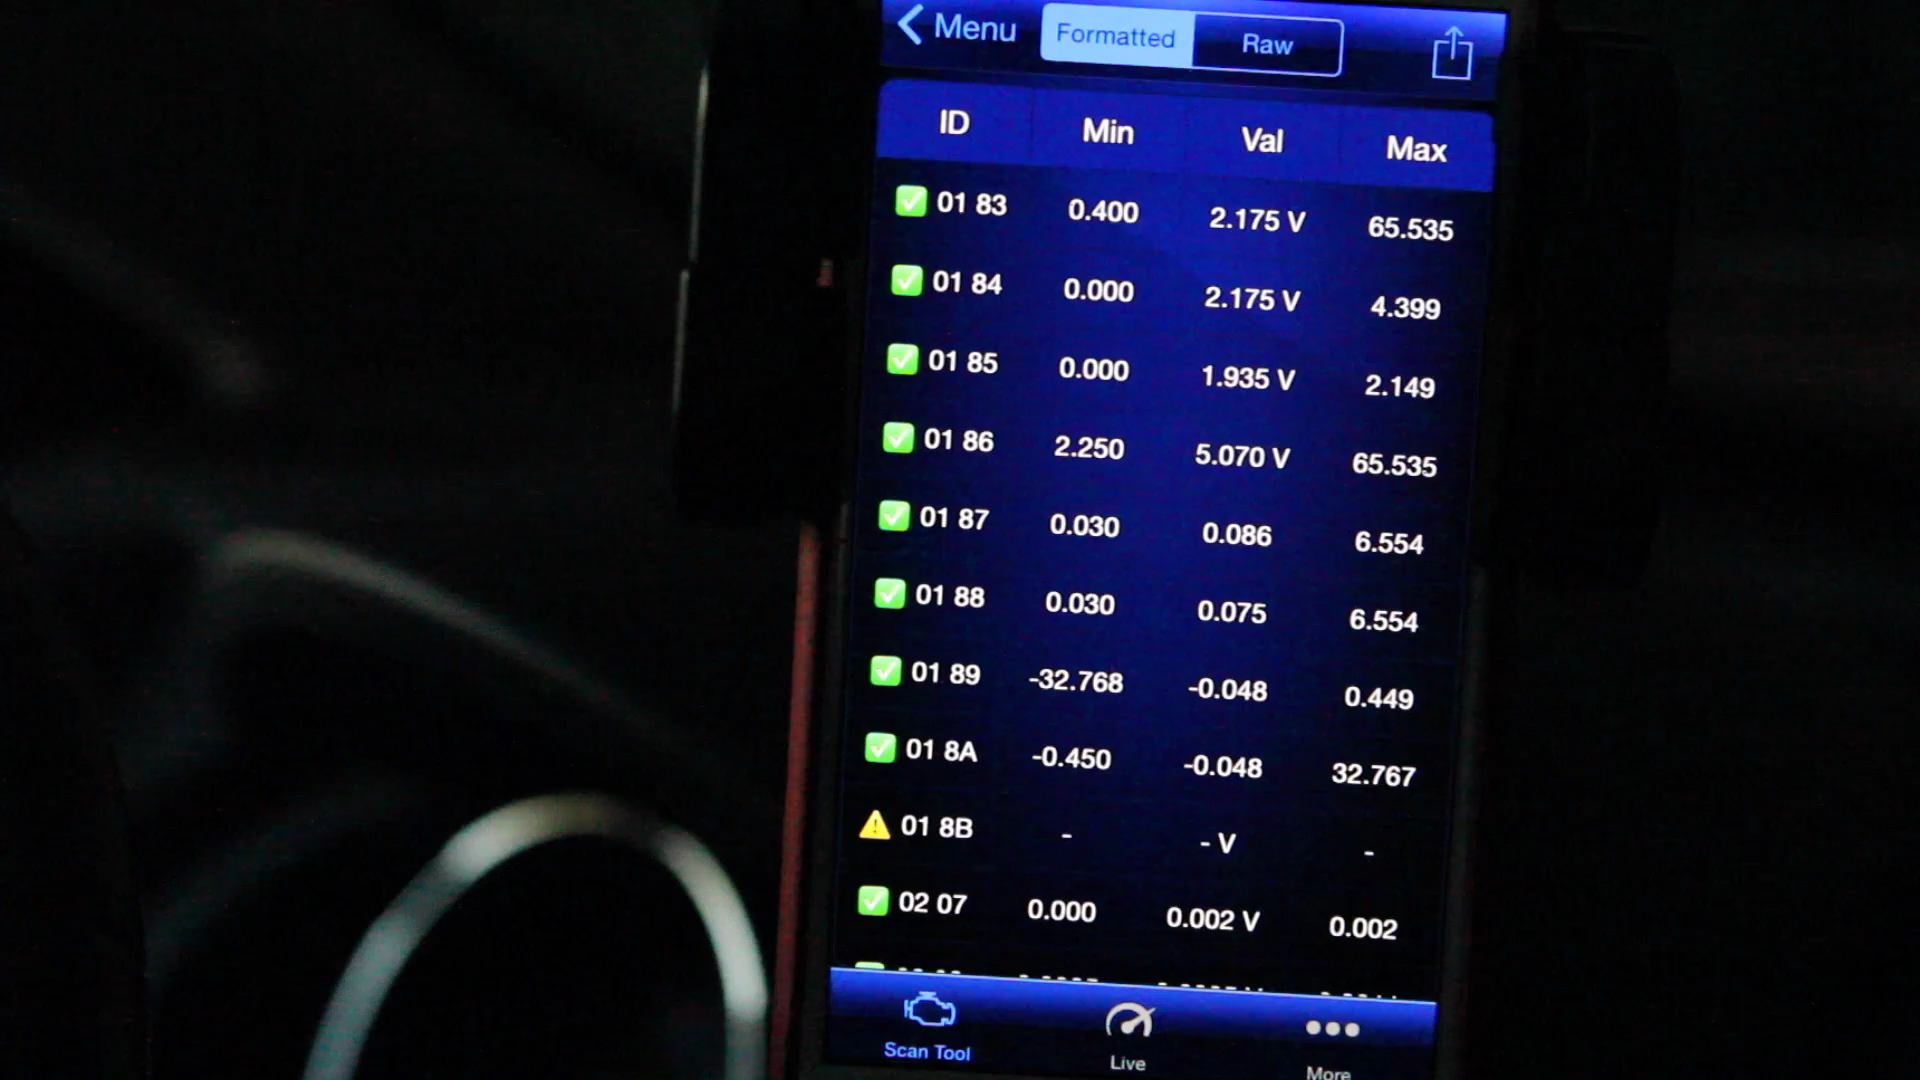 Menu Formatted Raw
ID Min Val Max
01 83 0.400 2.175 V 65.535
01 84 0.000 2.175 V 4.399
01 85 0.000 1.935 V 2.149
01 86 2.250 5.070 V 65.535
01 87 0.030 0.086 6.554
01 88 0.030 0.075 6.554
01 89 -32.768 -0.048 0.449
01 8A -0.450 -0.048 32.767
01 8B - - V -
02 07 0.000 0.002 V 0.002
Scan Tool Live More